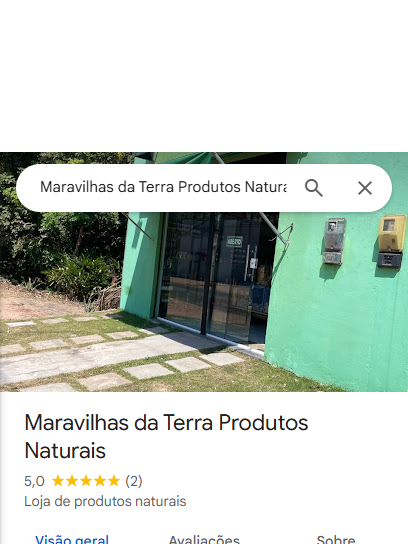 Maravilhas da Terra Produtos Natura
ABERTO
Maravilhas da Terra Produtos
Naturais
5,0 (2)
Loja de produtos naturais
Visão geral Avaliações Sobre